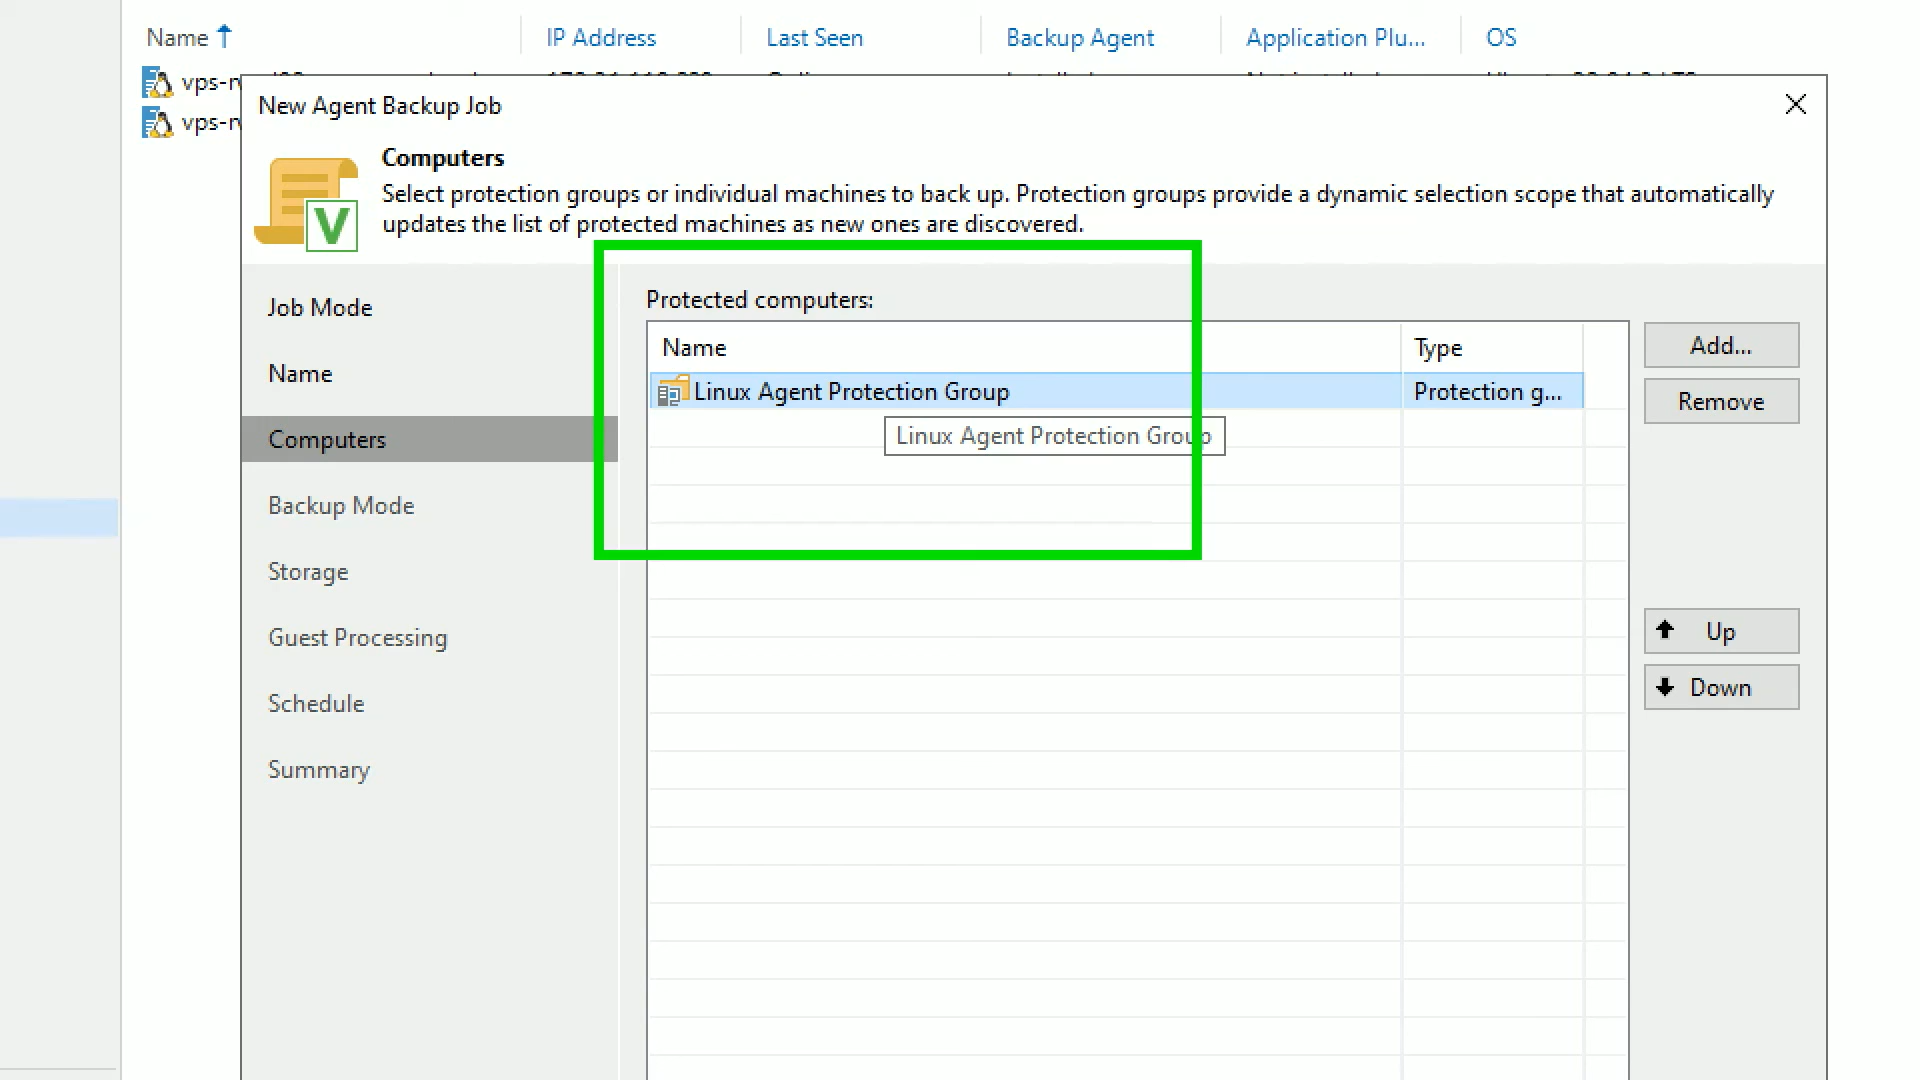 Name IP Address Last Seen Backup Agent Application Plu... OS
New Agent Backup Job
Computers
Select protection groups or individual machines to back up. Protection groups provide a dynamic selection scope that automatically
updates the list of protected machines as new ones are discovered.
Job Mode
Name
Computers
Backup Mode
Storage
Guest Processing
Schedule
Summary
Protected computers:
Name Type
Linux Agent Protection Group Protection g...
Linux Agent Protection Group
Add...
Remove
Up
Down